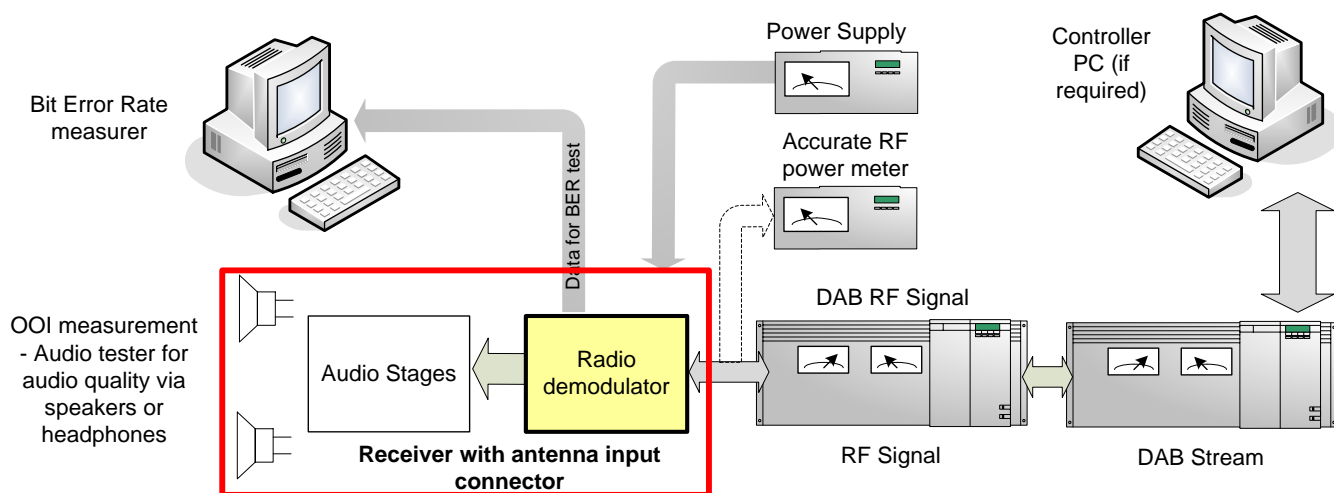 Bit Error Rate
measurer
Power Supply
Controller
PC (if
required)
Accurate RF
power meter
Data for BER test
OOI measurement
- Audio tester for
audio quality via
speakers or
headphones
Audio Stages
Radio
demodulator
Receiver with antenna input
connector
DAB RF Signal
RF Signal
DAB Stream